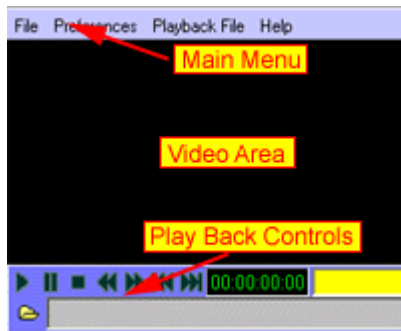 File Preferences Playback File Help
Main Menu
Video Area
Play Back Controls
00:00:00:00